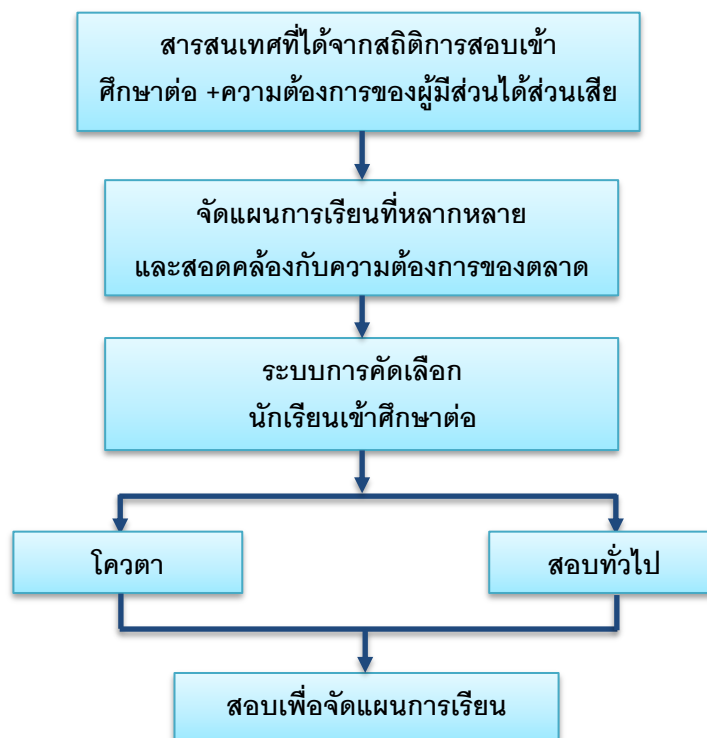 สารสนเทศที่ได้จากสถิติการสอบเข้า
ศึกษาต่อ +ความต้องการของผู้มีส่วนได้ส่วนเสีย
จัดแผนการเรียนที่หลากหลาย
และสอดคล้องกับความต้องการของตลาด
ระบบการคัดเลือก
นักเรียนเข้าศึกษาต่อ
โควตา
สอบทั่วไป
สอบเพื่อจัดแผนการเรียน